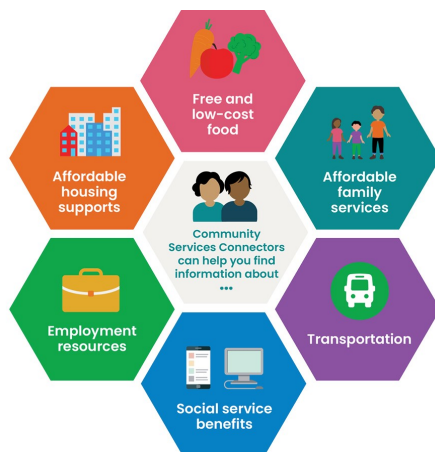 Free and
low-cost
food
Affordable
housing
supports
Affordable
family
services
Community
Services Connectors
can help you find
information about
...
Employment
resources
Transportation
Social service
benefits